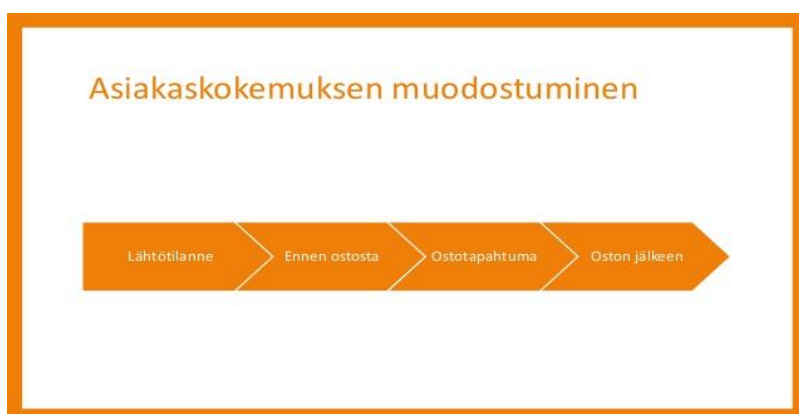 Asiakaskokemuksen muodostuminen
Lähtötilanne
Ennen ostosta
Ostotapahtuma
Oston jälkeen